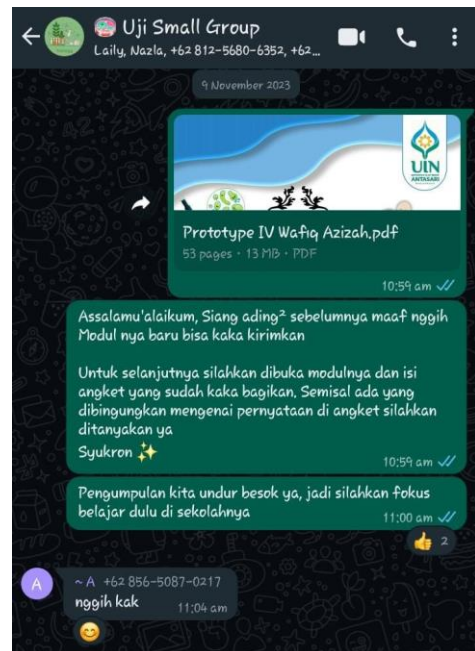 Uji Small Group
Laily, Nazla, +62 812-5680-6352, +62...
9 November 2023
UIN
ANTASARI
Prototype IV Wafiq Azizah.pdf
53 pages • 13 MB • PDF
10:59 am
Assalamu'alaikum, Siang ading² sebelumnya maaf nggih
Modul nya baru bisa kaka kirimkan
Untuk selanjutnya silahkan dibuka modulnya dan isi
angket yang sudah kaka bagikan. Semisal ada yang
dibingungkan mengenai pernyataan di angket silahkan
ditanyakan ya
Syukron ✨
10:59 am
Pengumpulan kita undur besok ya, jadi silahkan fokus
belajar dulu di sekolahnya
11:00 am
👍 2
A
~ A +62 856-5087-0217
nggih kak
11:04 am
😊